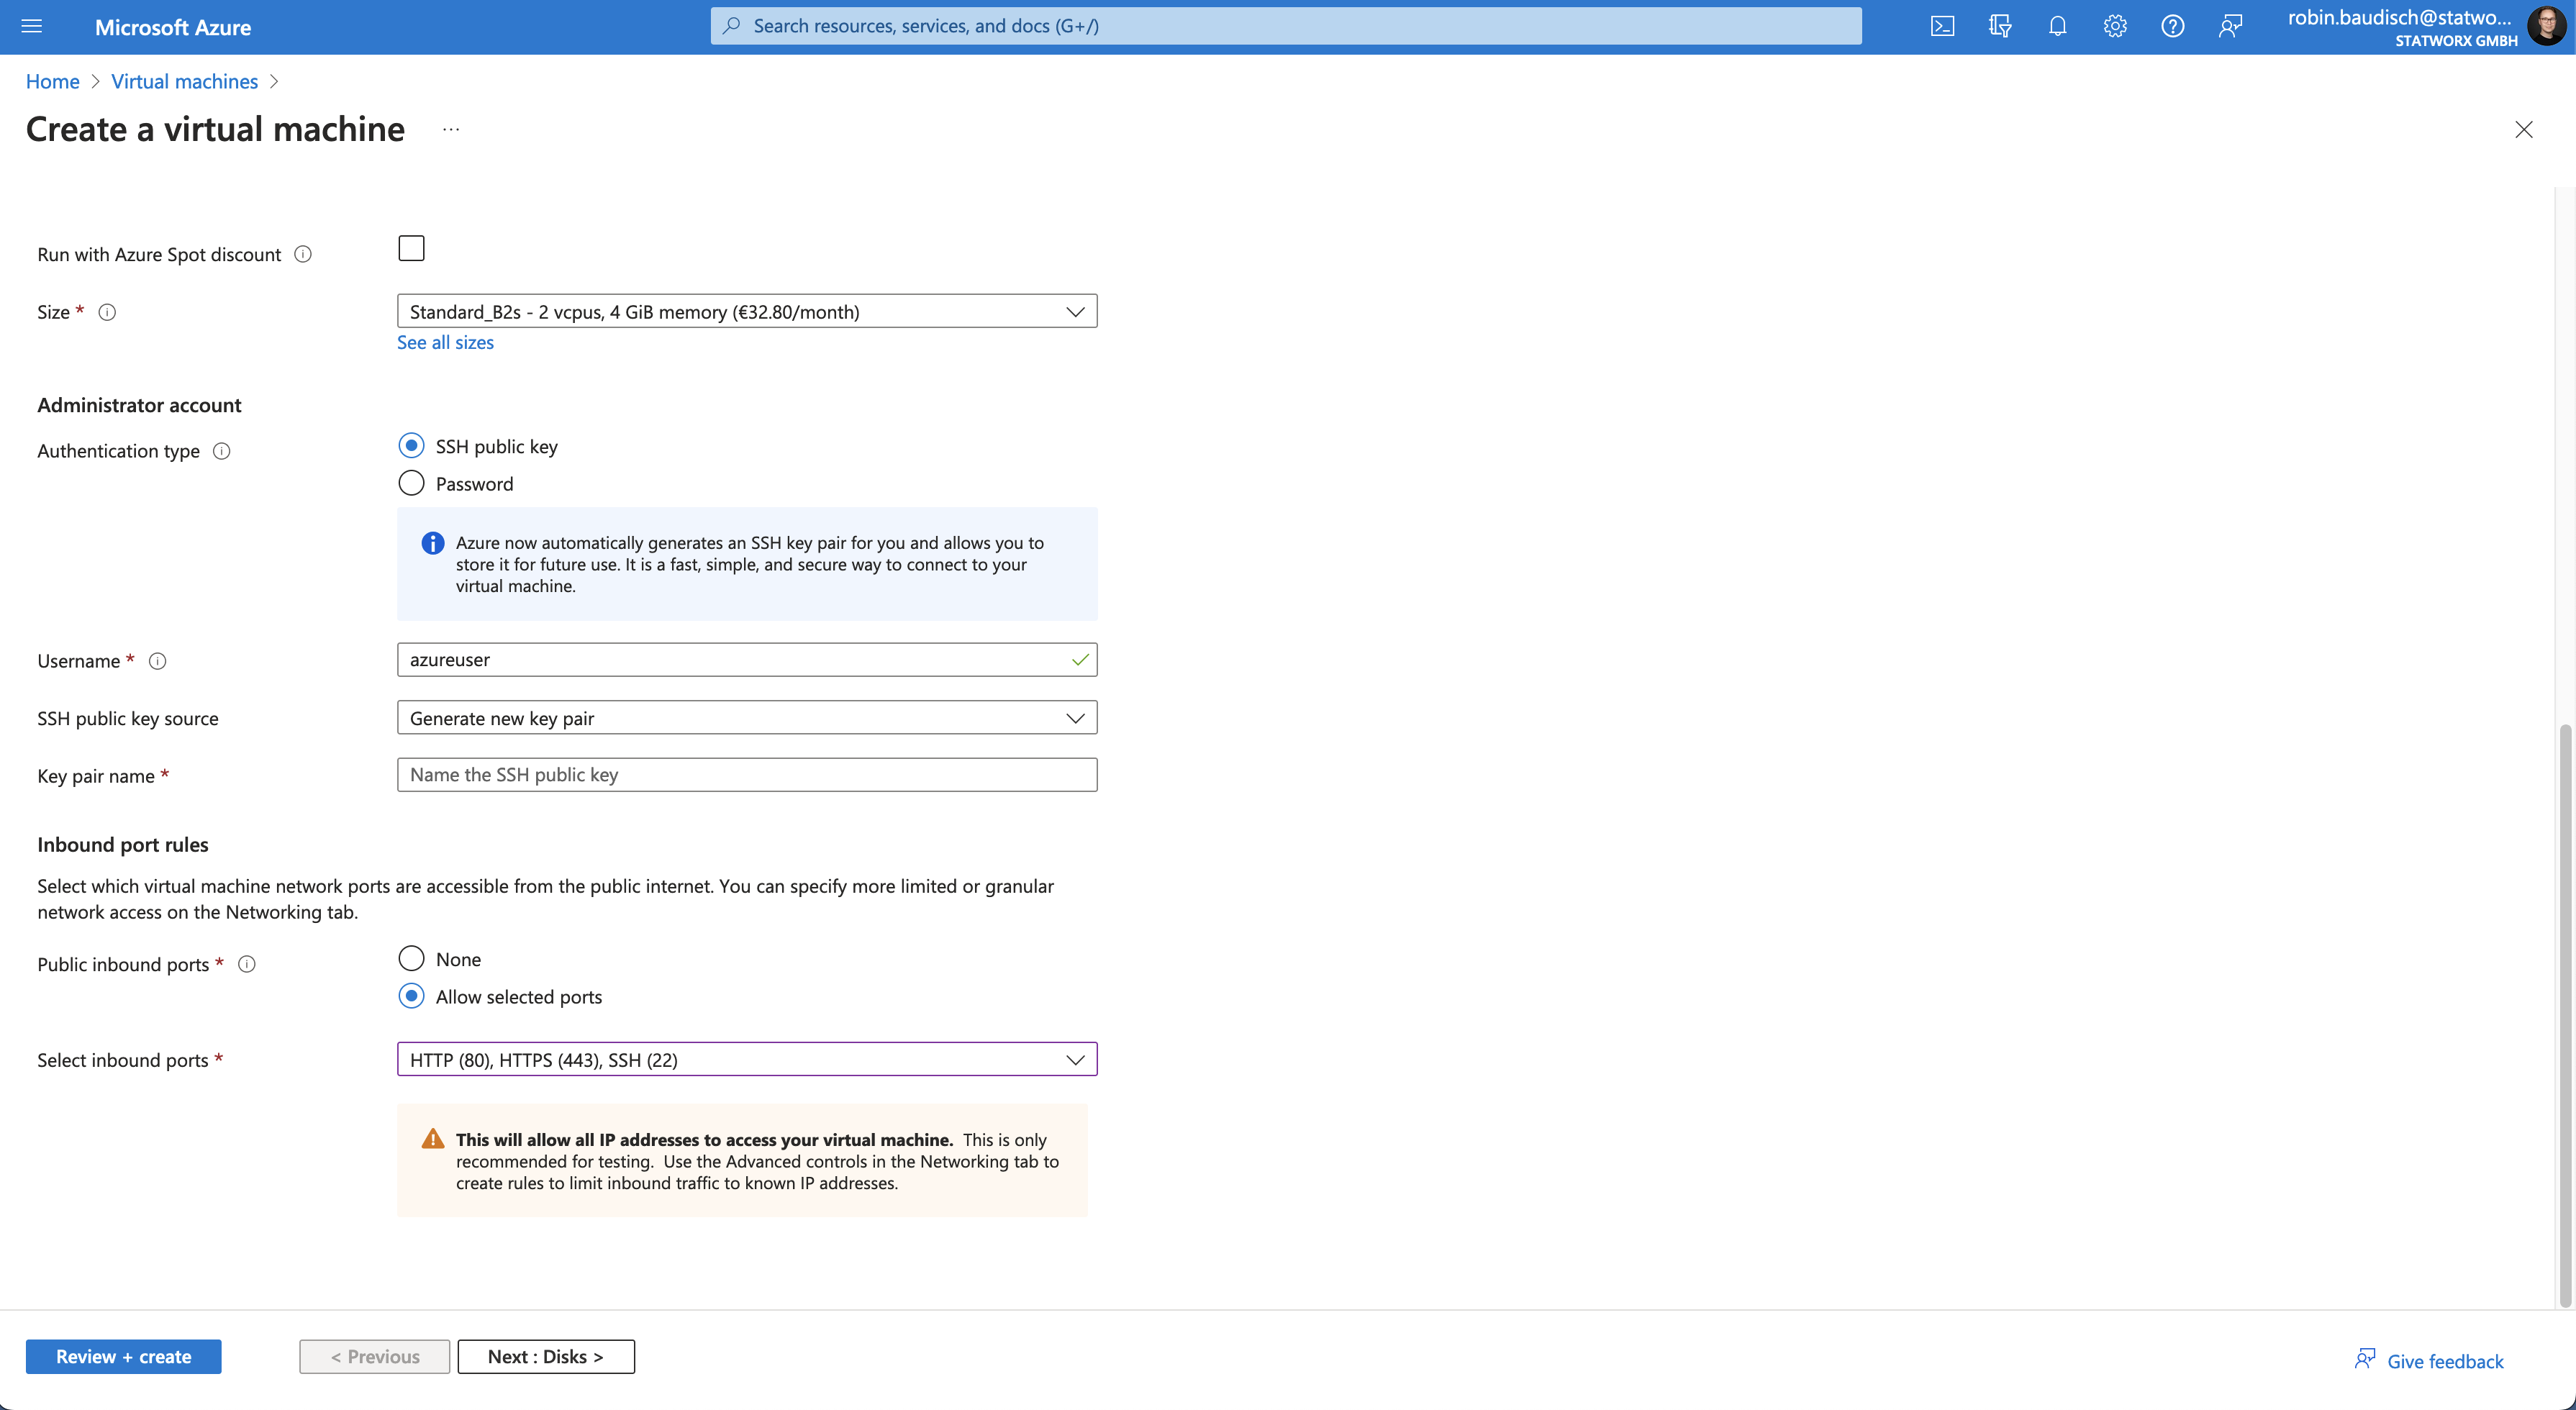 Microsoft Azure
Search resources, services, and docs (G+/)
robin.baudisch@statwo...
STATWORX GMBH
Home > Virtual machines >
Create a virtual machine ...
Run with Azure Spot discount
Size *
Standard_B2s - 2 vcpus, 4 GiB memory (€32.80/month)
See all sizes
Administrator account
Authentication type
SSH public key
Password
Azure now automatically generates an SSH key pair for you and allows you to
store it for future use. It is a fast, simple, and secure way to connect to your
virtual machine.
Username *
azureuser
SSH public key source
Generate new key pair
Key pair name *
Name the SSH public key
Inbound port rules
Select which virtual machine network ports are accessible from the public internet. You can specify more limited or granular
network access on the Networking tab.
Public inbound ports *
None
Allow selected ports
Select inbound ports *
HTTP (80), HTTPS (443), SSH (22)
This will allow all IP addresses to access your virtual machine. This is only
recommended for testing. Use the Advanced controls in the Networking tab to
create rules to limit inbound traffic to known IP addresses.
Review + create
< Previous
Next : Disks >
Give feedback